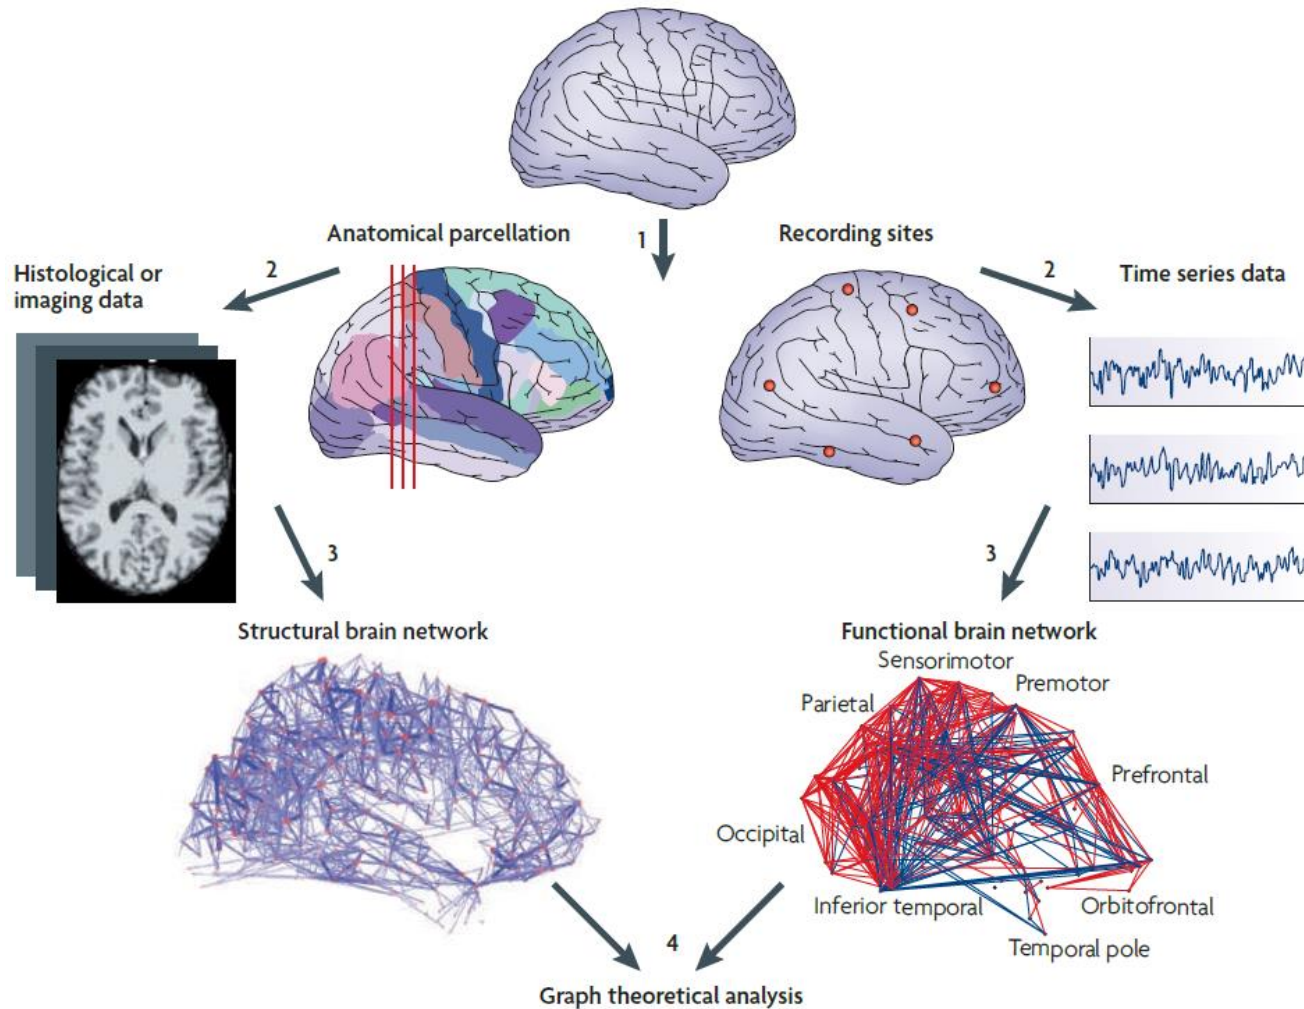 Anatomical parcellation
1
Recording sites
Histological or
imaging data
2
2
Time series data
3
3
Structural brain network
Functional brain network
Sensorimotor
Premotor
Parietal
Prefrontal
Occipital
Inferior temporal
Orbitofrontal
Temporal pole
4
Graph theoretical analysis